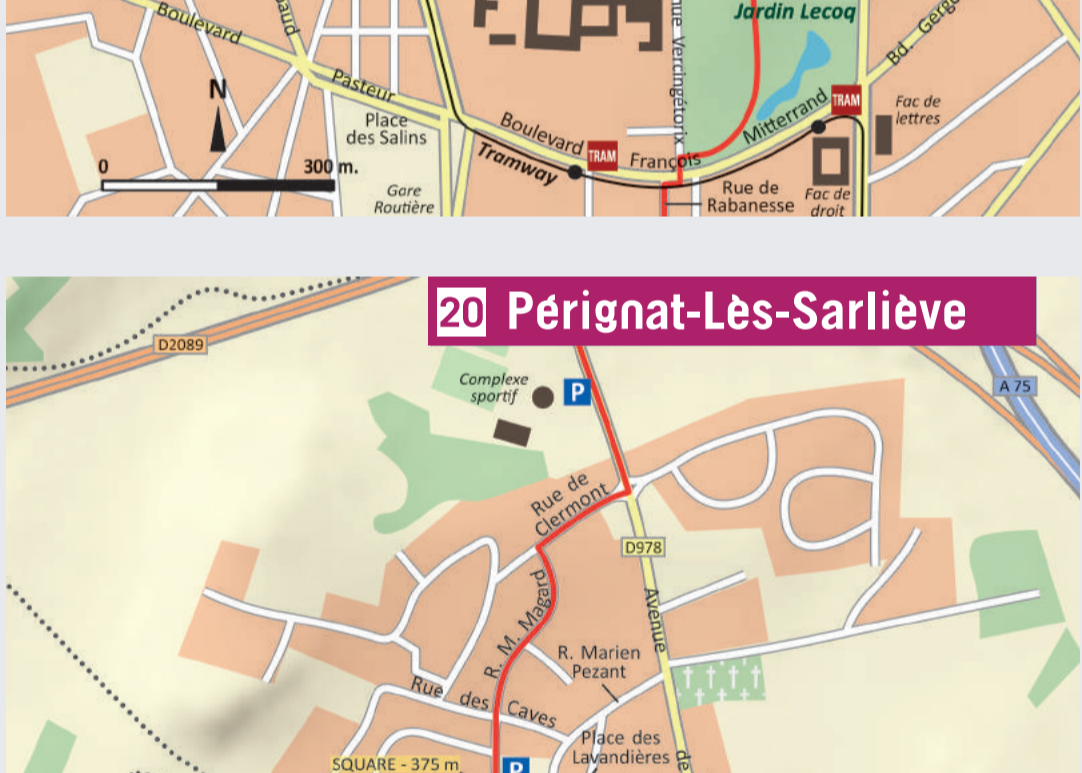 Jardin Lecoq
Boulevard
Vercingétorix
Bd.
N
Pasteur
Mitterrand
TRAM
Fac de
lettres
Place
des Salins
Boulevard
TRAM
François
Tramway
0 300 m.
Gare
Routière
Rue de
Rabanesse
Fac de
droit
20 Pérignat-Lès-Sarliève
D2089
A 75
Complexe
sportif
P
Rue de
Clermont
D978
R. M. Magard
Avenue
R. Marien
Pezant
Rue des Caves
Place des
Lavandières
de
SQUARE - 375 m
P